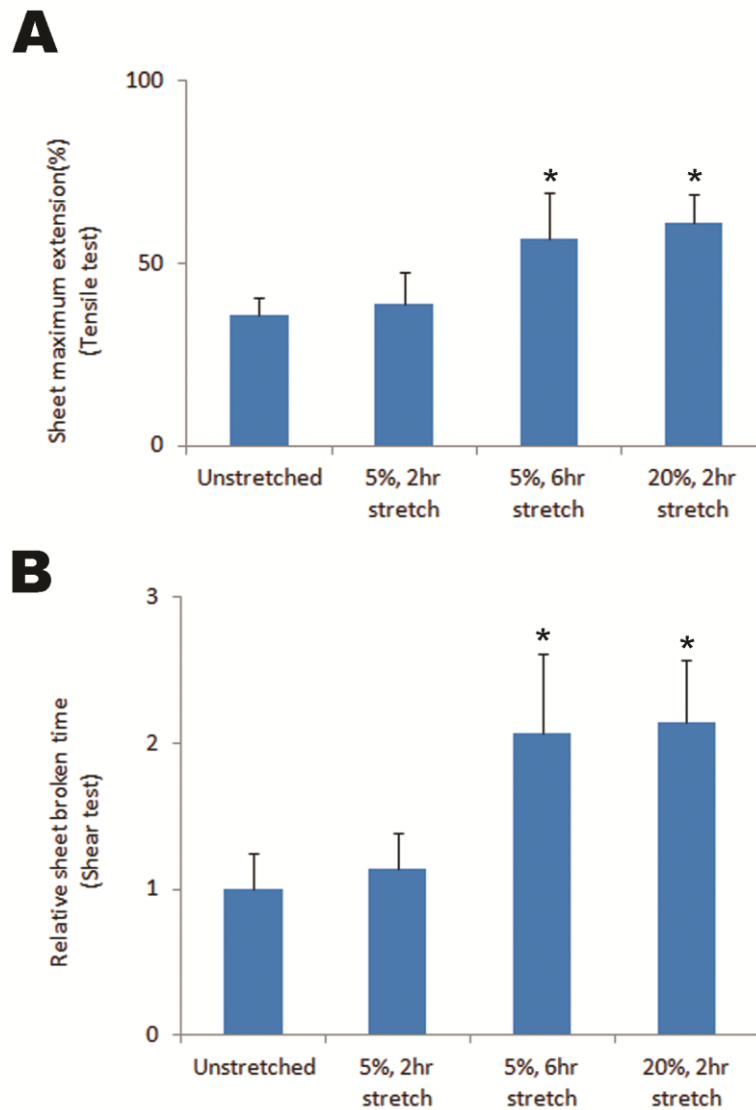 A
Sheet maximum extension(%)
(Tensile test)
100
50
0
*
*
Unstretched
5%, 2hr
stretch
5%, 6hr
stretch
20%, 2hr
stretch
B
Relative sheet broken time
(Shear test)
3
2
1
0
*
*
Unstretched
5%, 2hr
stretch
5%, 6hr
stretch
20%, 2hr
stretch